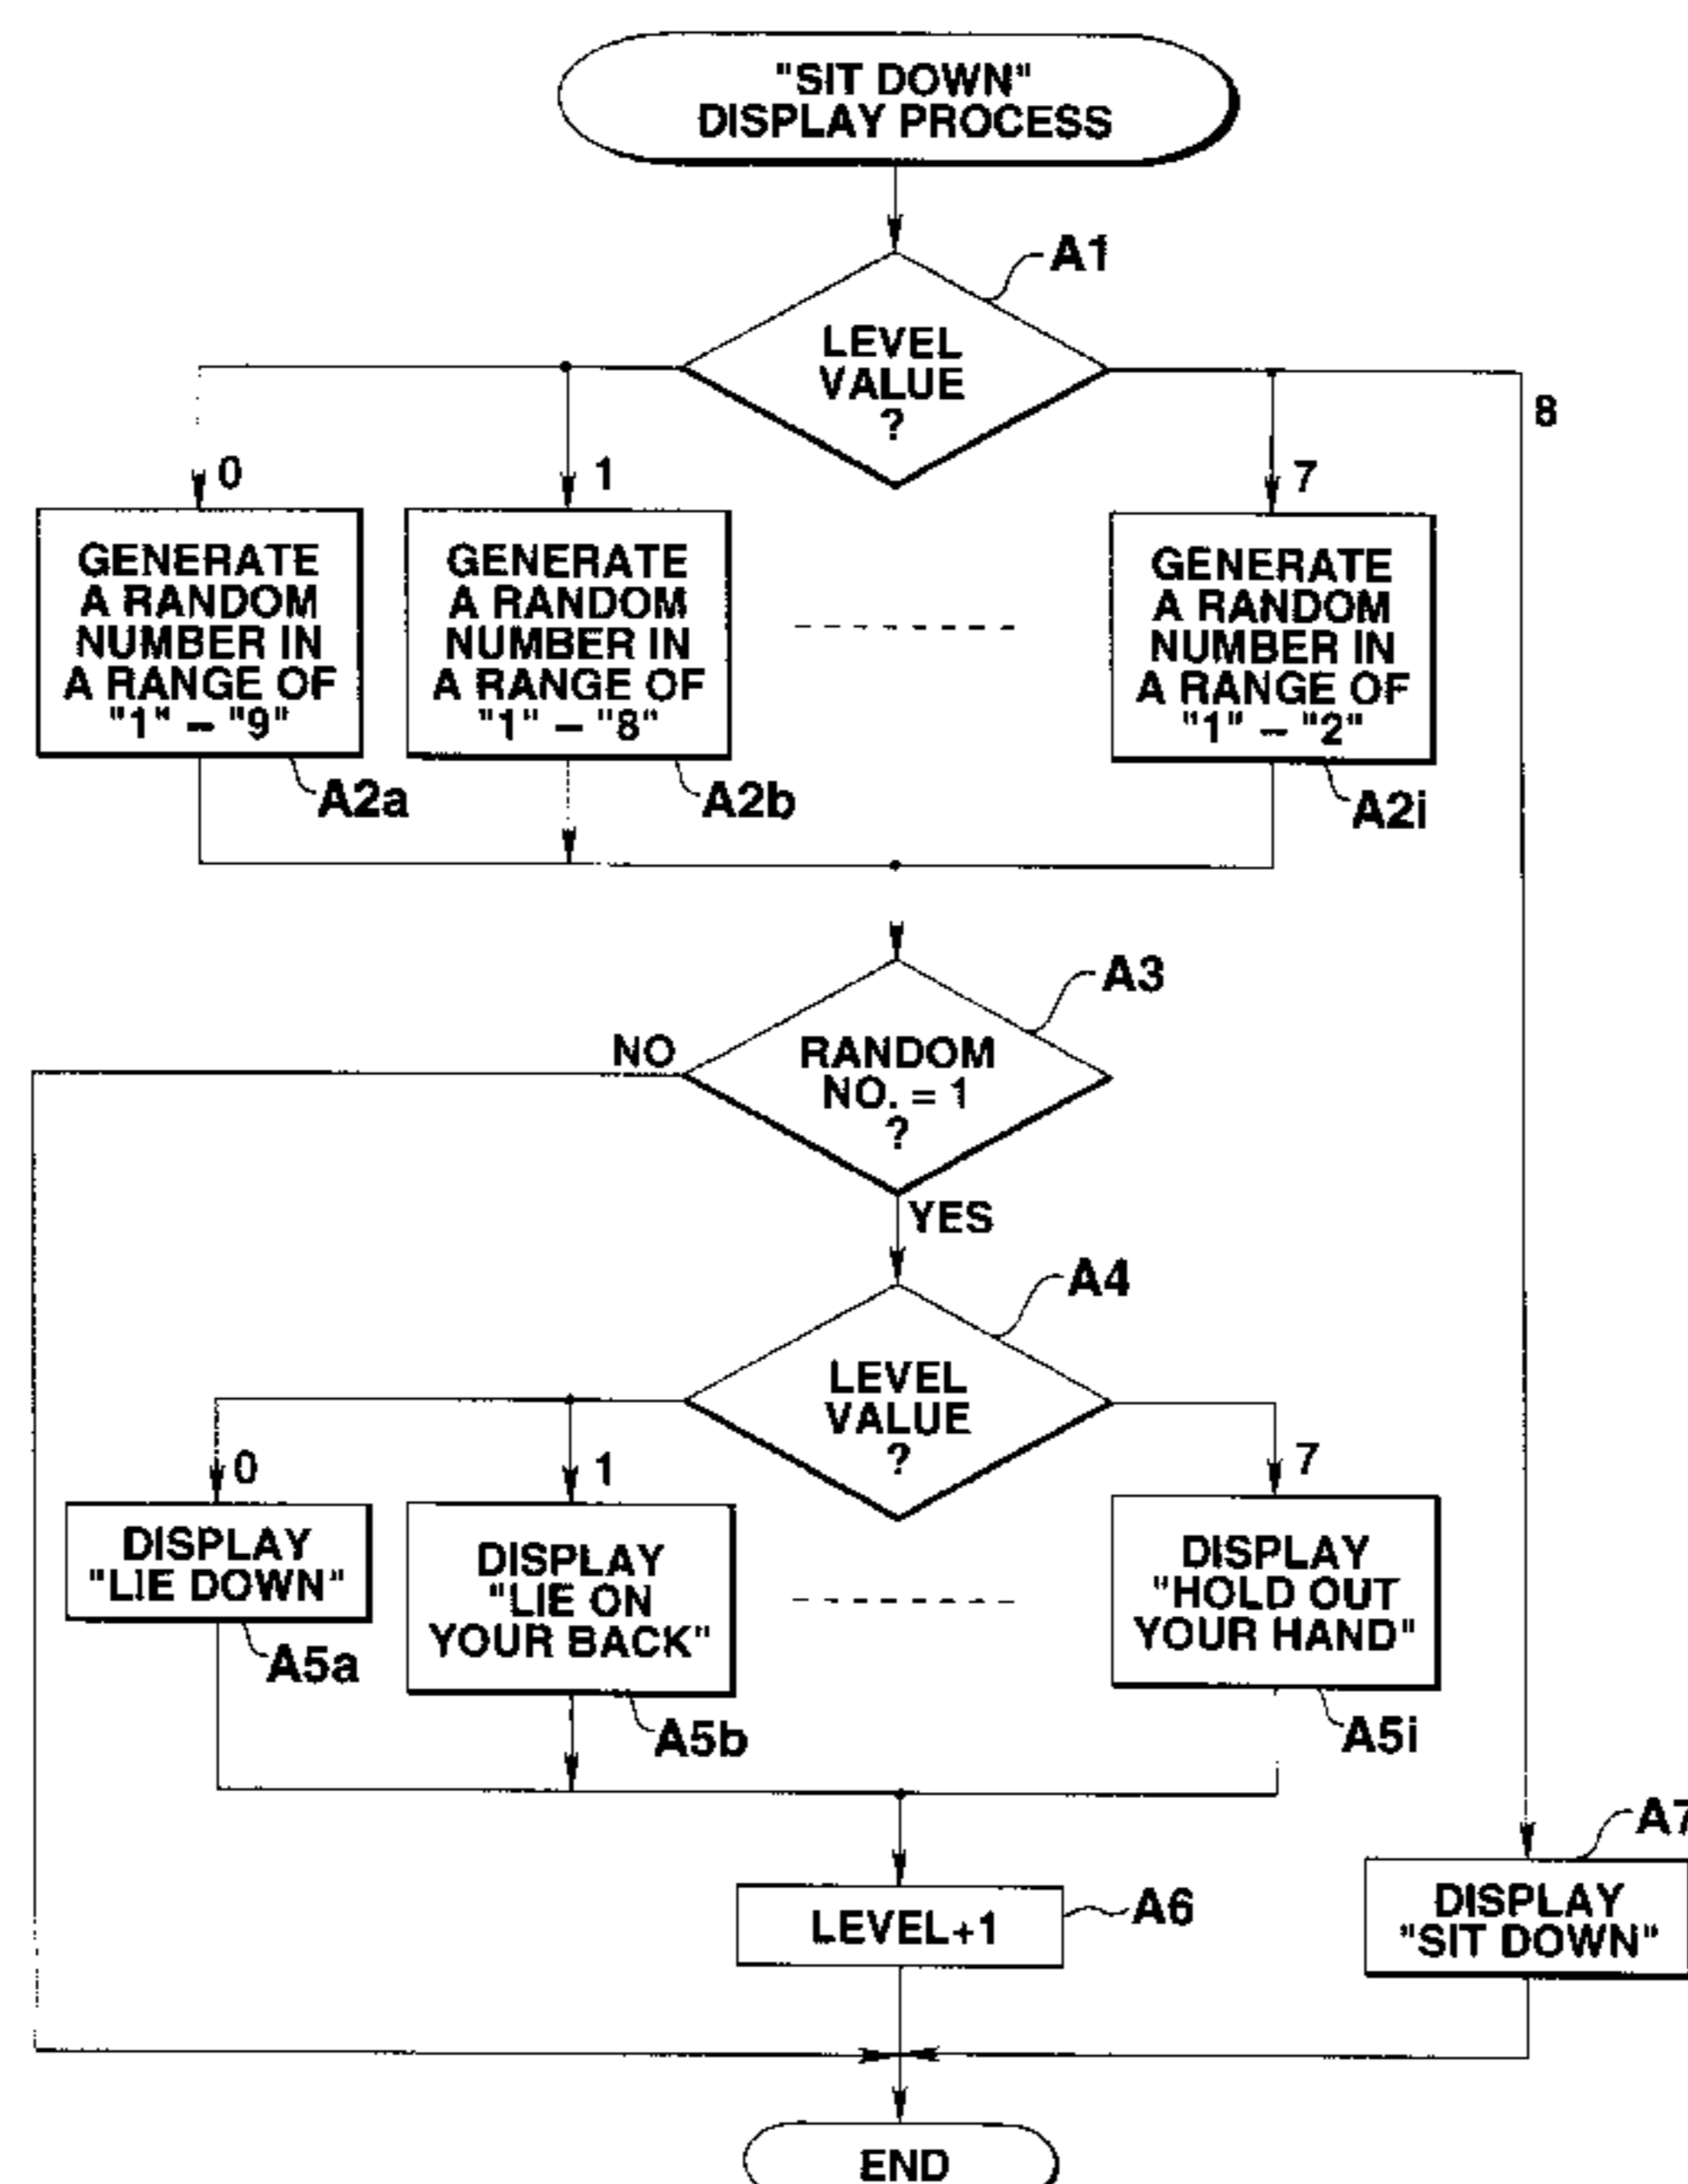 "SIT DOWN"
DISPLAY PROCESS
A1
LEVEL
VALUE
?
8
0
1
7
GENERATE
A RANDOM
NUMBER IN
A RANGE OF
"1" – "9"
GENERATE
A RANDOM
NUMBER IN
A RANGE OF
"1" – "8"
GENERATE
A RANDOM
NUMBER IN
A RANGE OF
"1" – "2"
A2a
A2b
A2i
A3
NO
RANDOM
NO. = 1
?
YES
A4
LEVEL
VALUE
?
0
1
7
DISPLAY
"LIE DOWN"
DISPLAY
"LIE ON
YOUR BACK"
DISPLAY
"HOLD OUT
YOUR HAND"
A5a
A5b
A5i
A7
LEVEL+1
A6
DISPLAY
"SIT DOWN"
END